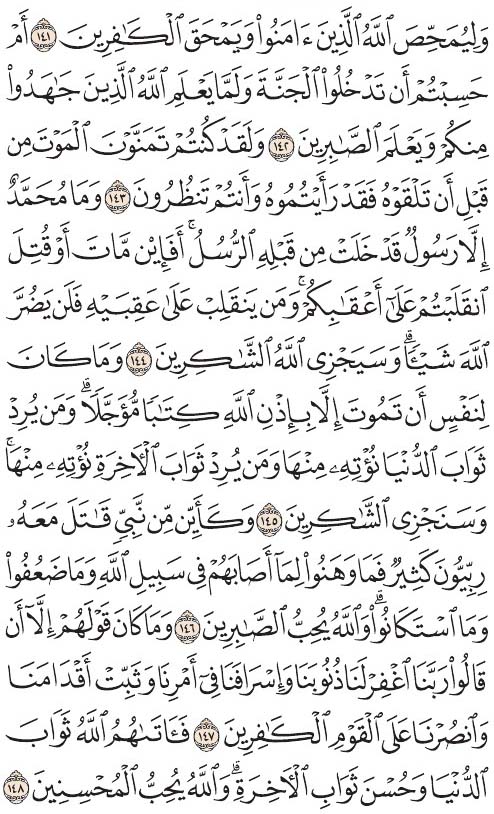 وَلِيُمَحِّصَ ٱللَّهُ ٱلَّذِينَ ءَامَنُوا۟ وَيَمْحَقَ ٱلْكَٰفِرِينَ ١٤١ أَمْ
حَسِبْتُمْ أَن تَدْخُلُوا۟ ٱلْجَنَّةَ وَلَمَّا يَعْلَمِ ٱللَّهُ ٱلَّذِينَ جَٰهَدُوا۟
مِنكُمْ وَيَعْلَمَ ٱلصَّٰبِرِينَ ١٤٢ وَلَقَدْ كُنتُمْ تَمَنَّوْنَ ٱلْمَوْتَ مِن
قَبْلِ أَن تَلْقَوْهُ فَقَدْ رَأَيْتُمُوهُ وَأَنتُمْ تَنظُرُونَ ١٤٣ وَمَا مُحَمَّدٌ
إِلَّا رَسُولٌ قَدْ خَلَتْ مِن قَبْلِهِ ٱلرُّسُلُ ۚ أَفَإِي۟ن مَّاتَ أَوْ قُتِلَ
ٱنقَلَبْتُمْ عَلَىٰٓ أَعْقَٰبِكُمْ ۚ وَمَن يَنقَلِبْ عَلَىٰ عَقِبَيْهِ فَلَن يَضُرَّ
ٱللَّهَ شَيْـًٔا ۗ وَسَيَجْزِى ٱللَّهُ ٱلشَّٰكِرِينَ ١٤٤ وَمَا كَانَ
لِنَفْسٍ أَن تَمُوتَ إِلَّا بِإِذْنِ ٱللَّهِ كِتَٰبًا مُّؤَجَّلًا ۗ وَمَن يُرِدْ
ثَوَابَ ٱلدُّنْيَا نُؤْتِهِۦ مِنْهَا وَمَن يُرِدْ ثَوَابَ ٱلْـَٔاخِرَةِ نُؤْتِهِۦ مِنْهَا ۚ
وَسَنَجْزِى ٱلشَّٰكِرِينَ ١٤٥ وَكَأَيِّن مِّن نَّبِىٍّ قَٰتَلَ مَعَهُۥ
رِبِّيُّونَ كَثِيرٌ فَمَا وَهَنُوا۟ لِمَآ أَصَابَهُمْ فِى سَبِيلِ ٱللَّهِ وَمَا ضَعُفُوا۟
وَمَا ٱسْتَكَانُوا۟ ۗ وَٱللَّهُ يُحِبُّ ٱلصَّٰبِرِينَ ١٤٦ وَمَا كَانَ قَوْلَهُمْ إِلَّآ أَن
قَالُوا۟ رَبَّنَا ٱغْفِرْ لَنَا ذُنُوبَنَا وَإِسْرَافَنَا فِىٓ أَمْرِنَا وَثَبِّتْ أَقْدَامَنَا
وَٱنصُرْنَا عَلَى ٱلْقَوْمِ ٱلْكَٰفِرِينَ ١٤٧ فَـَٔاتَىٰهُمُ ٱللَّهُ ثَوَابَ
ٱلدُّنْيَا وَحُسْنَ ثَوَابِ ٱلْـَٔاخِرَةِ ۗ وَٱللَّهُ يُحِبُّ ٱلْمُحْسِنِينَ ١٤٨